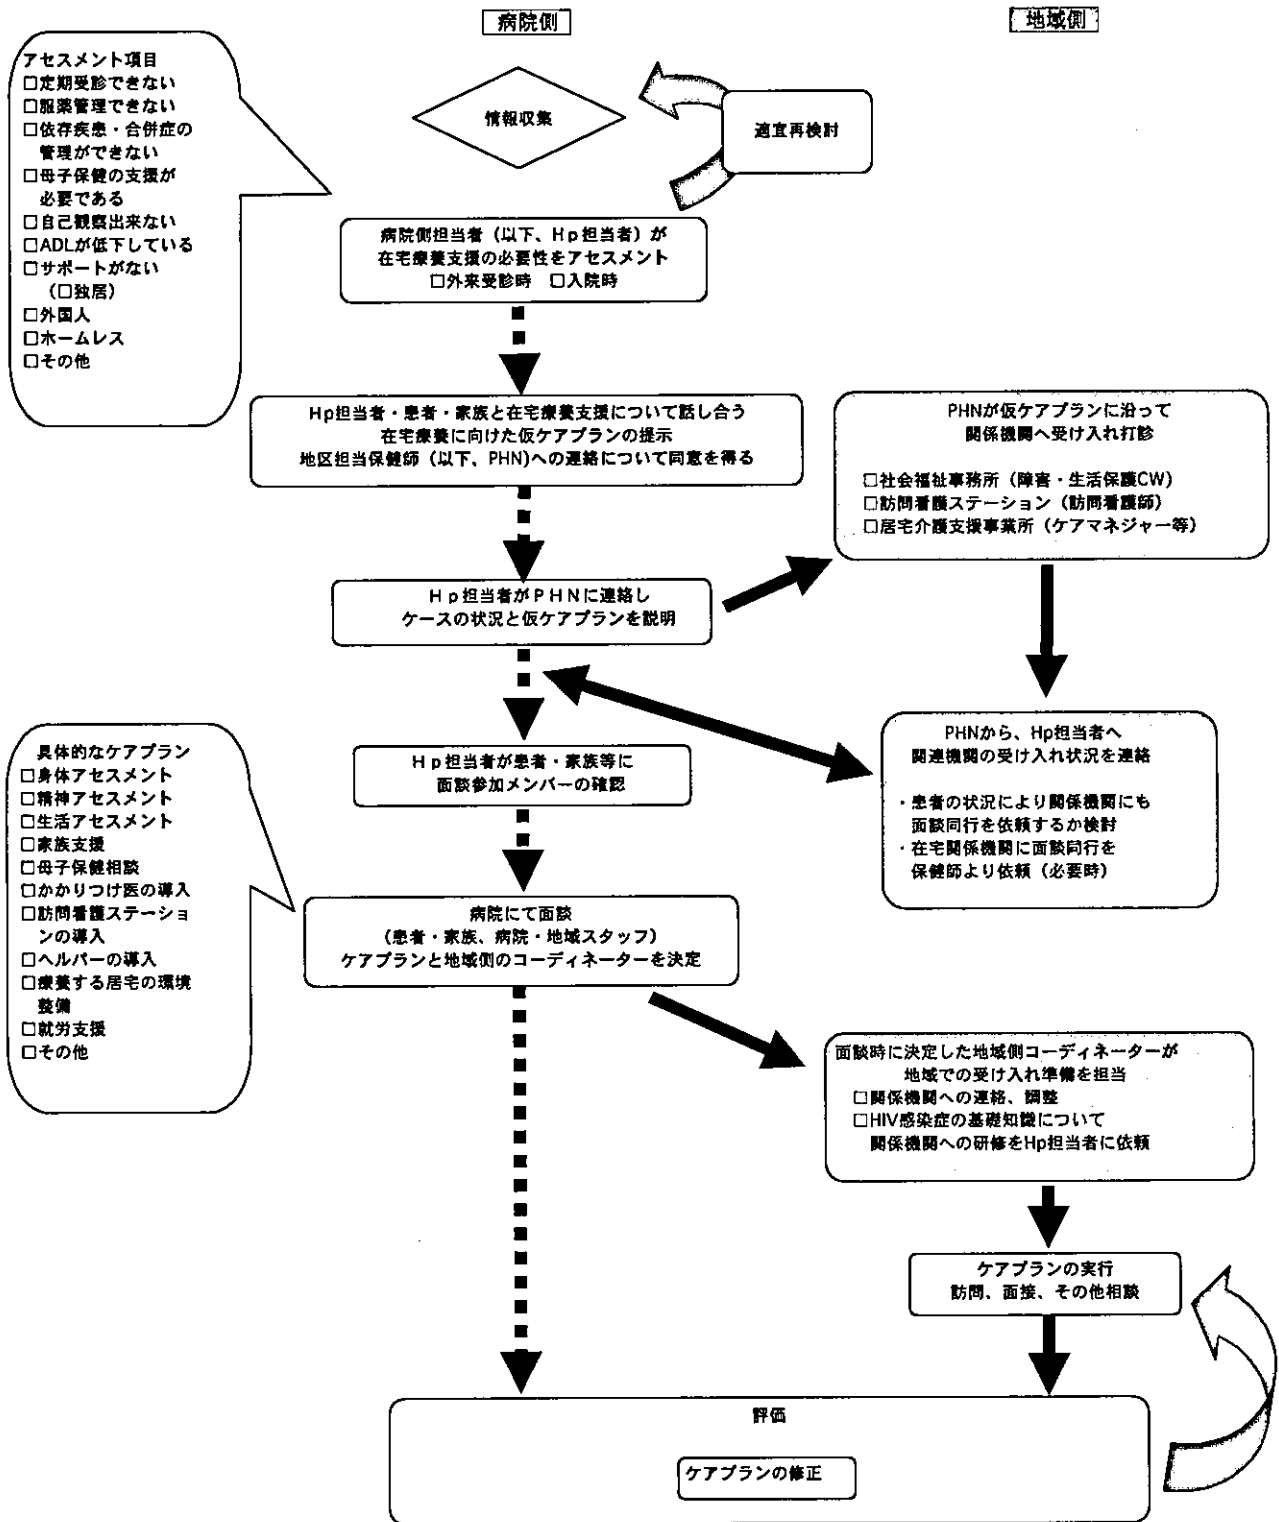 病院側
地域側
アセスメント項目
□定期受診できない
□服薬管理できない
□依存疾患・合併症の
管理ができない
□母子保健の支援が
必要である
□自己観察出来ない
□ADLが低下している
□サポートがない
（□独居）
□外国人
□ホームレス
□その他
情報収集
適宜再検討
病院側担当者（以下、Hp担当者）が
在宅療養支援の必要性をアセスメント
□外来受診時 □入院時
Hp担当者・患者・家族と在宅療養支援について話し合う
在宅療養に向けた仮ケアプランの提示
地区担当保健師（以下、PHN)への連絡について同意を得る
PHNが仮ケアプランに沿って
関係機関へ受け入れ打診
□社会福祉事務所（障害・生活保護CW）
□訪問看護ステーション（訪問看護師）
□居宅介護支援事業所（ケアマネジャー等）
Hp担当者がPHNに連絡し
ケースの状況と仮ケアプランを説明
PHNから、Hp担当者へ
関連機関の受け入れ状況を連絡
・患者の状況により関係機関にも
面談同行を依頼するか検討
・在宅関係機関に面談同行を
保健師より依頼（必要時）
Hp担当者が患者・家族等に
面談参加メンバーの確認
具体的なケアプラン
□身体アセスメント
□精神アセスメント
□生活アセスメント
□家族支援
□母子保健相談
□かかりつけ医の導入
□訪問看護ステーショ
ンの導入
□ヘルパーの導入
□療養する居宅の環境
整備
□就労支援
□その他
病院にて面談
（患者・家族、病院・地域スタッフ）
ケアプランと地域側のコーディネーターを決定
面談時に決定した地域側コーディネーターが
地域での受け入れ準備を担当
□関係機関への連絡、調整
□HIV感染症の基礎知識について
関係機関への研修をHp担当者に依頼
ケアプランの実行
訪問、面接、その他相談
評価
ケアプランの修正